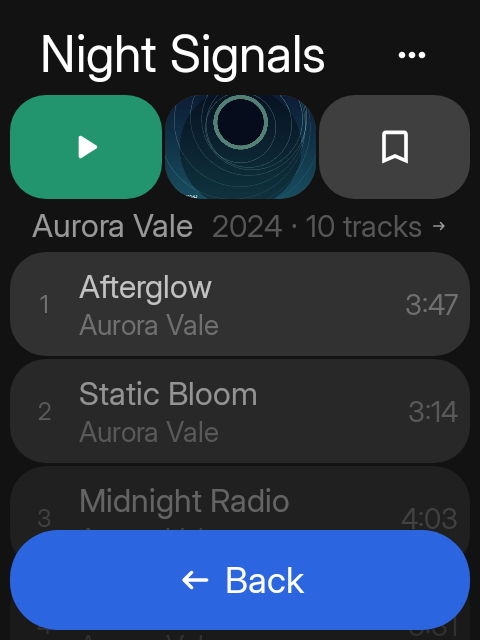 Night Signals
Aurora Vale 2024 · 10 tracks →
1 Afterglow 3:47
Aurora Vale
2 Static Bloom 3:14
Aurora Vale
3 Midnight Radio 4:03
← Back